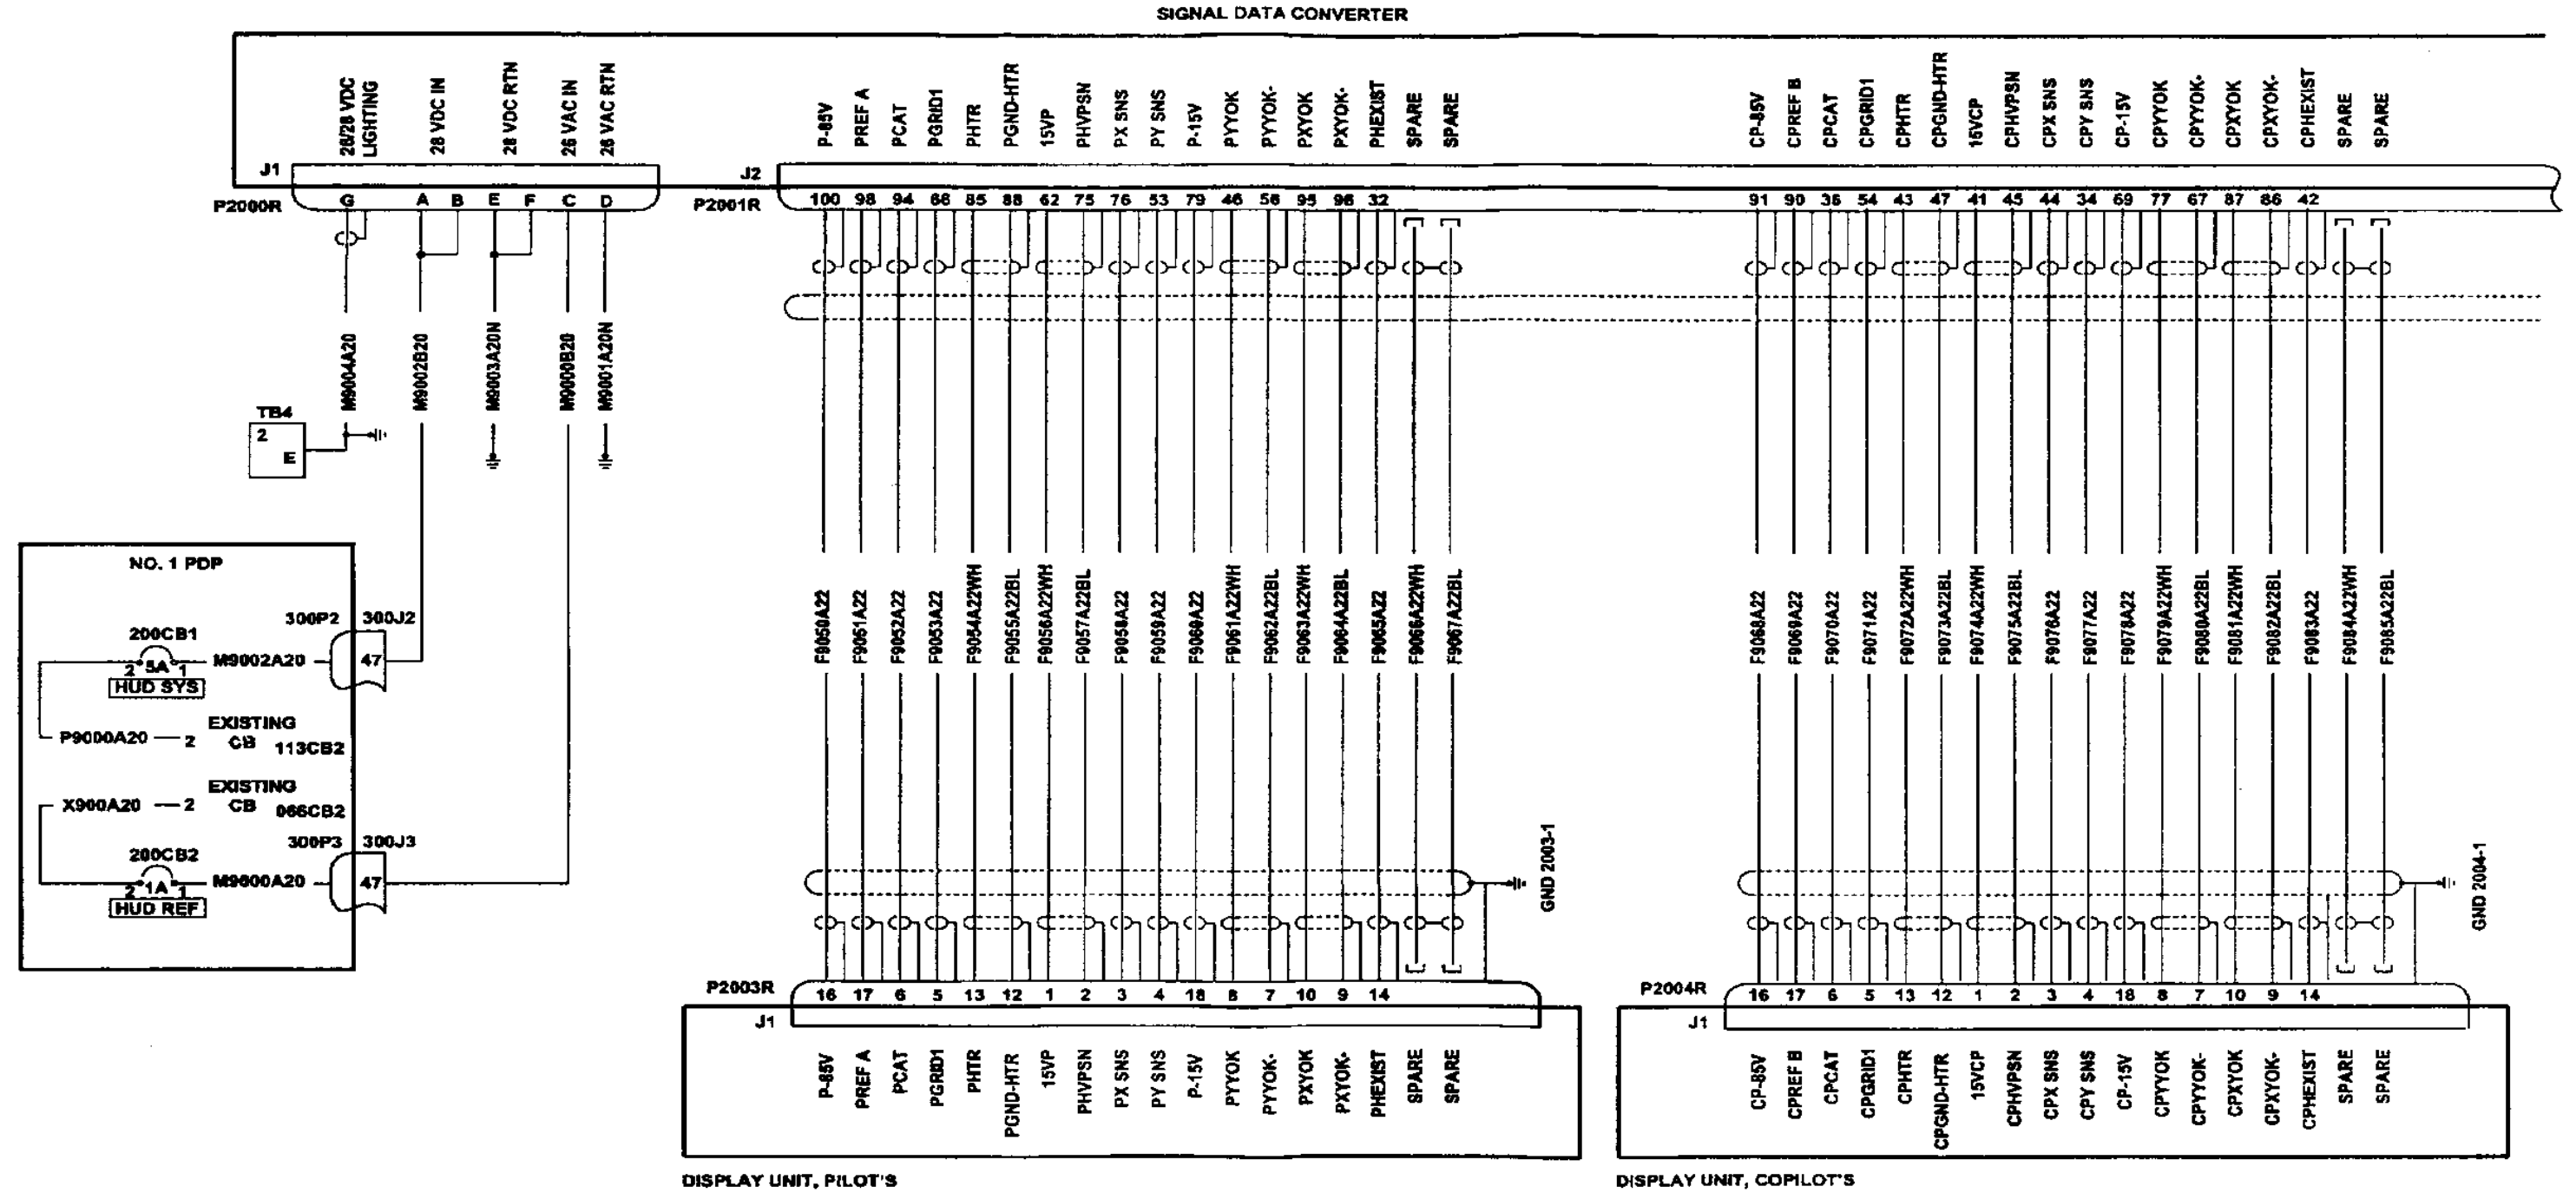 SIGNAL DATA CONVERTER
26/28 VDC
LIGHTING
28 VDC IN
28 VDC RTN
26 VAC IN
26 VAC RTN
P-85V
PREF A
PCAT
PGRID1
PHTR
PGND-HTR
15VP
PHVPSN
PX SNS
PY SNS
P-15V
PYYOK
PYYOK-
PXYOK
PXYOK-
PHEXIST
SPARE
SPARE
CP-85V
CPREF B
CPCAT
CPGRID1
CPHTR
CPGND-HTR
15VCP
CPHVPSN
CPX SNS
CPY SNS
CP-15V
CPYYOK
CPYYOK-
CPXYOK
CPXYOK-
CPHEXIST
SPARE
SPARE
J1
J2
P2000R
G A B E F C D
P2001R
100 98 94 66 85 88 62 75 76 53 79 46 56 95 96 32
91 90 36 54 43 47 41 45 44 34 69 77 67 87 86 42
M9004A20
M9002B20
M9003A20N
M9000B20
M9001A20N
TB4
2
E
NO. 1 PDP
300P2 300J2
200CB1
2 5A 1
M9002A20
47
HUD SYS
EXISTING
P9000A20
2
CB 113CB2
EXISTING
X900A20
2
CB 066CB2
300P3 300J3
200CB2
2 1A 1
M9000A20
47
HUD REF
F9050A22
F9051A22
F9052A22
F9053A22
F9054A22WH
F9055A22BL
F9056A22WH
F9057A22BL
F9058A22
F9059A22
F9060A22
F9061A22WH
F9062A22BL
F9063A22WH
F9064A22BL
F9065A22
F9066A22WH
F9067A22BL
F9068A22
F9069A22
F9070A22
F9071A22
F9072A22WH
F9073A22BL
F9074A22WH
F9075A22BL
F9076A22
F9077A22
F9078A22
F9079A22WH
F9080A22BL
F9081A22WH
F9082A22BL
F9083A22
F9084A22WH
F9085A22BL
GND 2003-1
GND 2004-1
P2003R
16 17 6 5 13 12 1 2 3 4 18 8 7 10 9 14
J1
P2004R
16 17 6 5 13 12 1 2 3 4 18 8 7 10 9 14
J1
P-85V
PREF A
PCAT
PGRID1
PHTR
PGND-HTR
15VP
PHVPSN
PX SNS
PY SNS
P-15V
PYYOK
PYYOK-
PXYOK
PXYOK-
PHEXIST
SPARE
SPARE
CP-85V
CPREF B
CPCAT
CPGRID1
CPHTR
CPGND-HTR
15VCP
CPHVPSN
CPX SNS
CPY SNS
CP-15V
CPYYOK
CPYYOK-
CPXYOK
CPXYOK-
CPHEXIST
SPARE
SPARE
DISPLAY UNIT, PILOT'S
DISPLAY UNIT, COPILOT'S